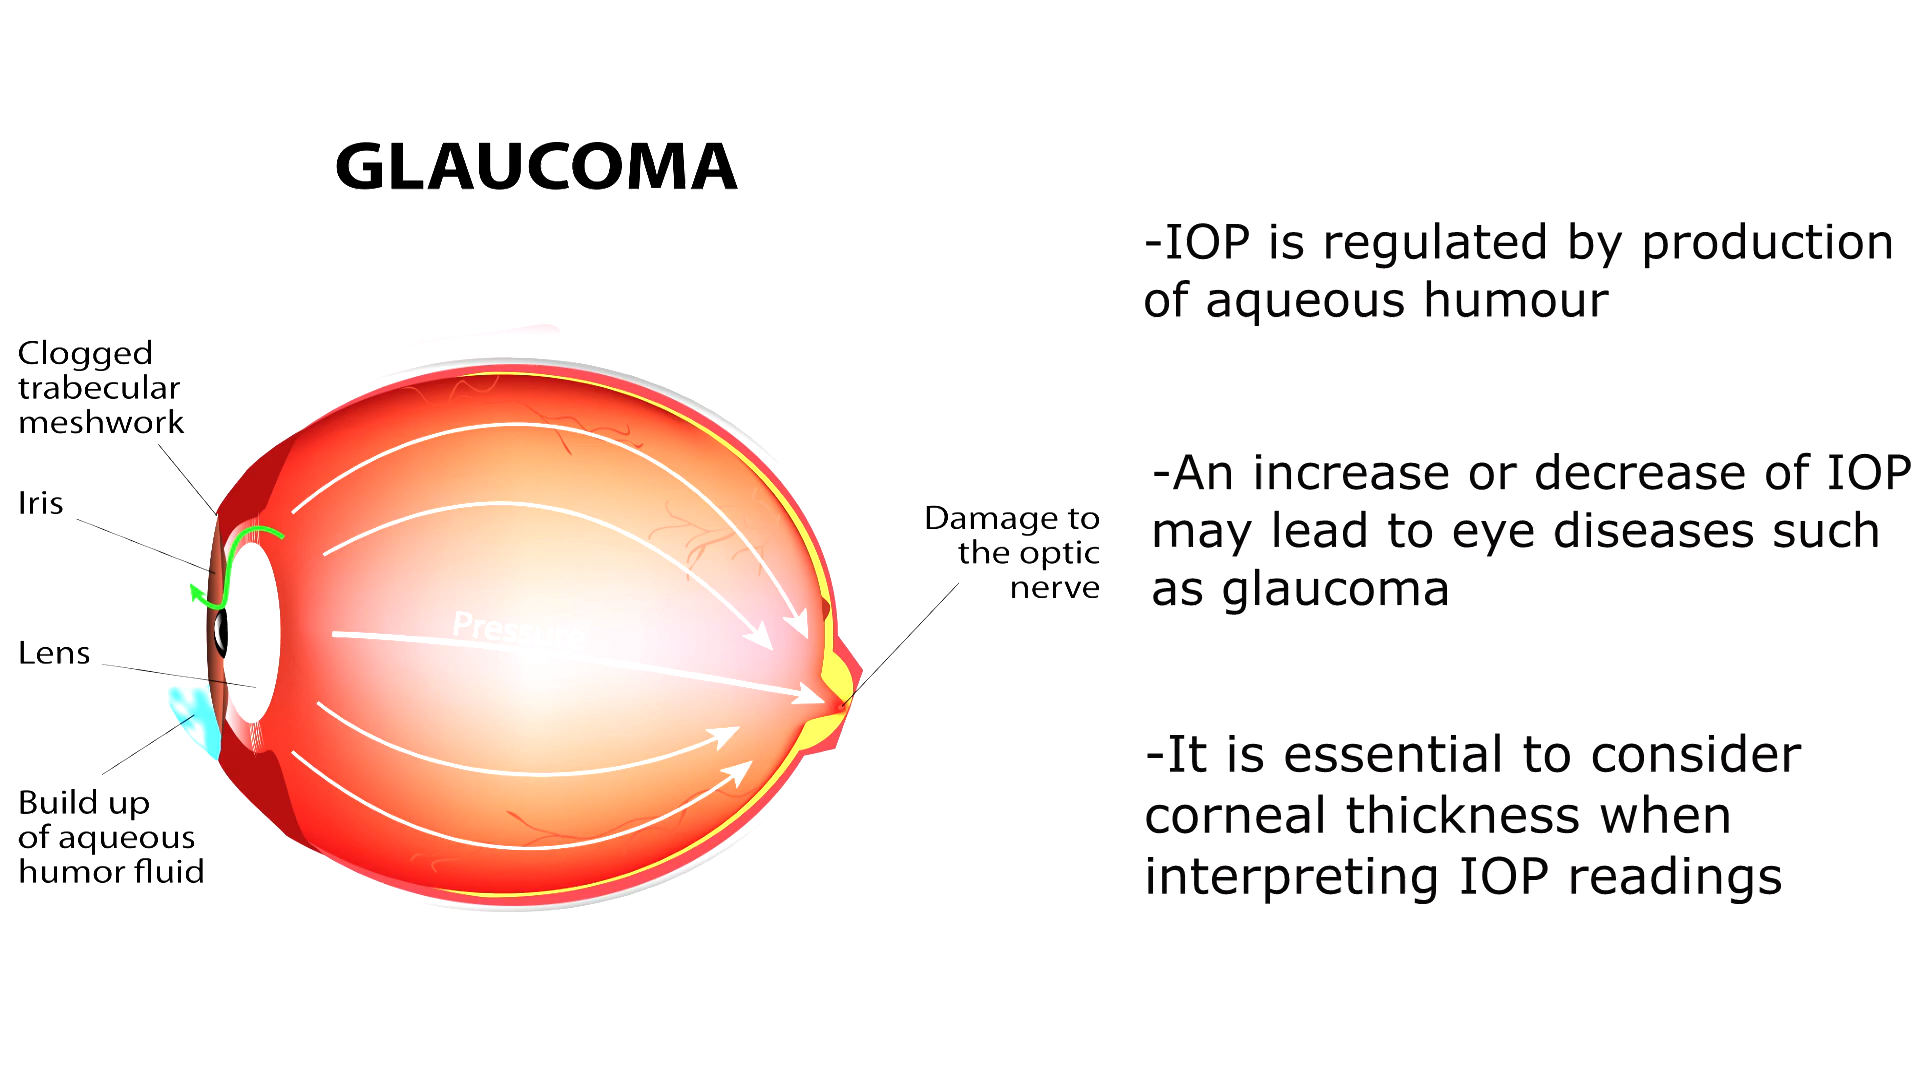 GLAUCOMA
Clogged
trabecular
meshwork
Iris
Lens
Build up
of aqueous
humor fluid
Pressure
Damage to
the optic
nerve
-IOP is regulated by production
of aqueous humour
-An increase or decrease of IOP
may lead to eye diseases such
as glaucoma
-It is essential to consider
corneal thickness when
interpreting IOP readings